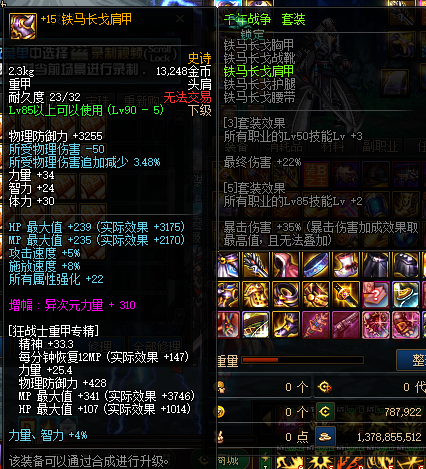 +15 铁马长戈肩甲
史诗
2.3kg 13,248金币
重甲 头肩
耐久度 23/32 无法交易
Lv85以上可以使用 (Lv90 - 5) 下级
物理防御力 +3255
所受物理伤害 -50
所受物理伤害追加减少 3.48%
力量 +34
智力 +24
体力 +30
HP 最大值 +239 (实际效果 +3175)
MP 最大值 +235 (实际效果 +2170)
攻击速度 +5%
施放速度 +8%
所有属性强化 +22
增幅: 异次元力量 + 310
[狂战士重甲专精]
精神 +33.3
每分钟恢复12MP (实际效果 +147)
力量 +25.4
物理防御力 +428
MP 最大值 +341 (实际效果 +3746)
HP 最大值 +107 (实际效果 +1014)
力量、智力 +4%
该装备可以通过合成进行升级。
千年战争 套装
铁马长戈胸甲
铁马长戈战靴
铁马长戈肩甲
铁马长戈护腿
铁马长戈腰带
[3]套装效果
所有职业的Lv50技能Lv +3
最终伤害 +22%
[5]套装效果
所有职业的Lv85技能Lv +2
暴击伤害 +35% (暴击伤害加成效果取
最高值, 且无法叠加)
重量
整
0 个
0 代
0 个
787,922
0 点
1,378,855,512